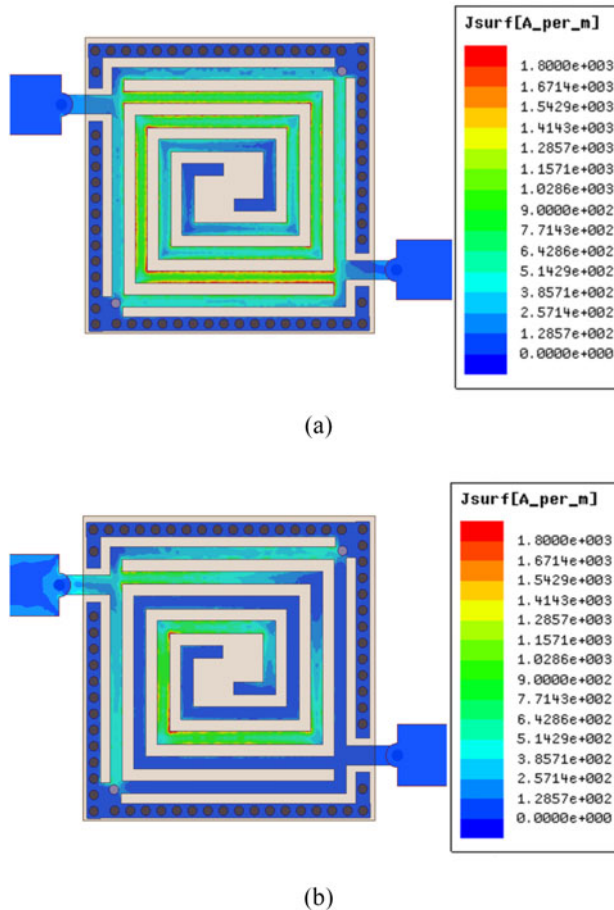 Jsurf[A_per_m]
1.8000e+003
1.6714e+003
1.5429e+003
1.4143e+003
1.2857e+003
1.1571e+003
1.0286e+003
9.0000e+002
7.7143e+002
6.4286e+002
5.1429e+002
3.8571e+002
2.5714e+002
1.2857e+002
0.0000e+000
(a)
Jsurf[A_per_m]
1.8000e+003
1.6714e+003
1.5429e+003
1.4143e+003
1.2857e+003
1.1571e+003
1.0286e+003
9.0000e+002
7.7143e+002
6.4286e+002
5.1429e+002
3.8571e+002
2.5714e+002
1.2857e+002
0.0000e+000
(b)